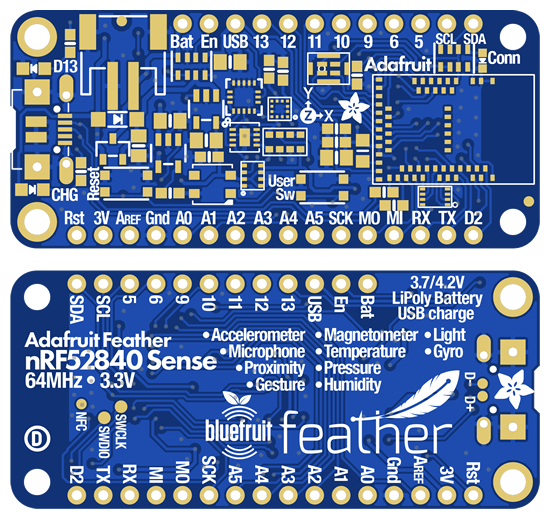 Bat En USB 13 12 11 10 9 6 5 SCL SDA
D13
Adafruit
Conn
Y
Z X
CHG
Reset
User
Sw
Rst 3V AREF Gnd A0 A1 A2 A3 A4 A5 SCK MO MI RX TX D2
SDA SCL 5 6 9 10 11 12 13 USB En Bat
3.7/4.2V
LiPoly Battery
USB charge
Adafruit Feather
nRF52840 Sense
64MHz • 3.3V
• Accelerometer • Magnetometer • Light
• Microphone • Temperature • Gyro
• Proximity • Pressure
• Gesture • Humidity
D-
D+
NFC
SWDIO
SWCLK
D
bluefruit
feather
D2 TX RX MI MO SCK A5 A4 A3 A2 A1 A0 Gnd AREF 3V Rst